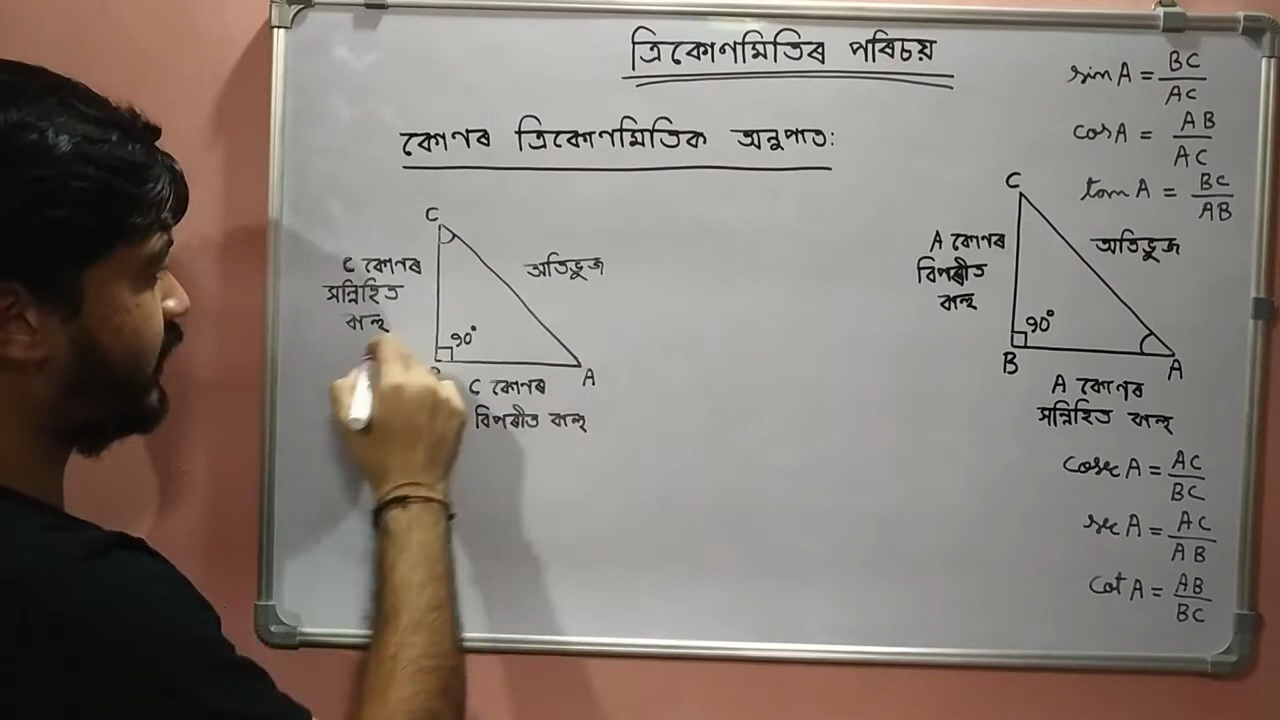 ত্ৰিকোণমিতিৰ পৰিচয়
কোণৰ ত্ৰিকোণমিতিক অনুপাত:
C
C কোণৰ
সন্নিহিত
বাহু
অতিভুজ
90°
A
C কোণৰ
বিপৰীত বাহু
sin A = BC/AC
cos A = AB/AC
tan A = BC/AB
C
A কোণৰ
বিপৰীত
বাহু
অতিভুজ
90°
B
A
A কোণৰ
সন্নিহিত বাহু
cosec A = AC/BC
sec A = AC/AB
cot A = AB/BC